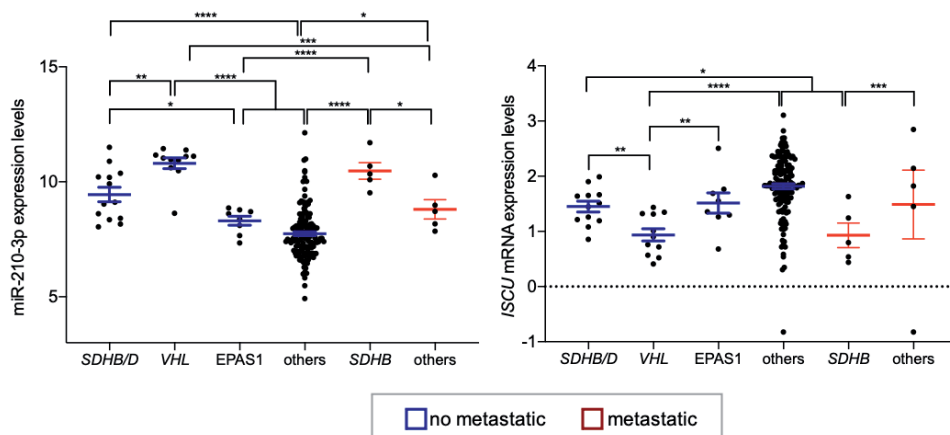 **** *
***
****
** ****
* **** *
15
10
5
miR-210-3p expression levels
SDHB/D VHL EPAS1 others SDHB others
*
**** ***
**
**
4
3
2
1
0
-1
ISCU mRNA expression levels
SDHB/D VHL EPAS1 others SDHB others
no metastatic metastatic